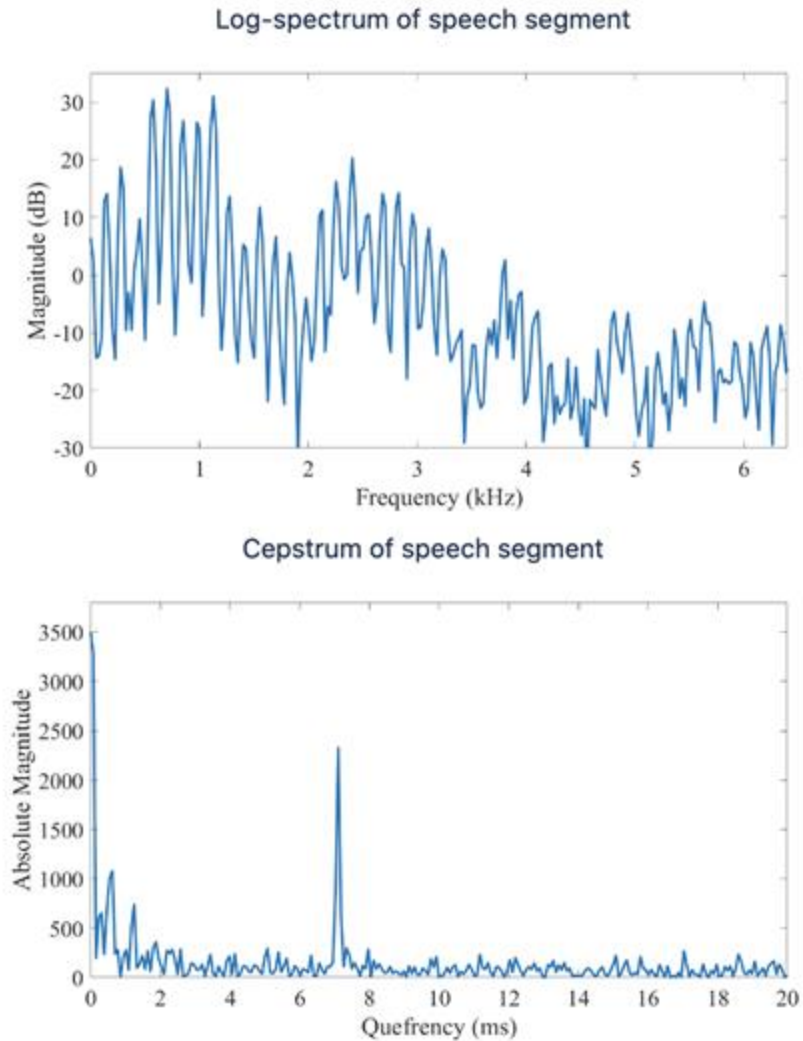 Log-spectrum of speech segment
30
20
10
0
-10
-20
-30
Magnitude (dB)
0 1 2 3 4 5 6
Frequency (kHz)
Cepstrum of speech segment
3500
3000
2500
2000
1500
1000
500
0
Absolute Magnitude
0 2 4 6 8 10 12 14 16 18 20
Quefrency (ms)